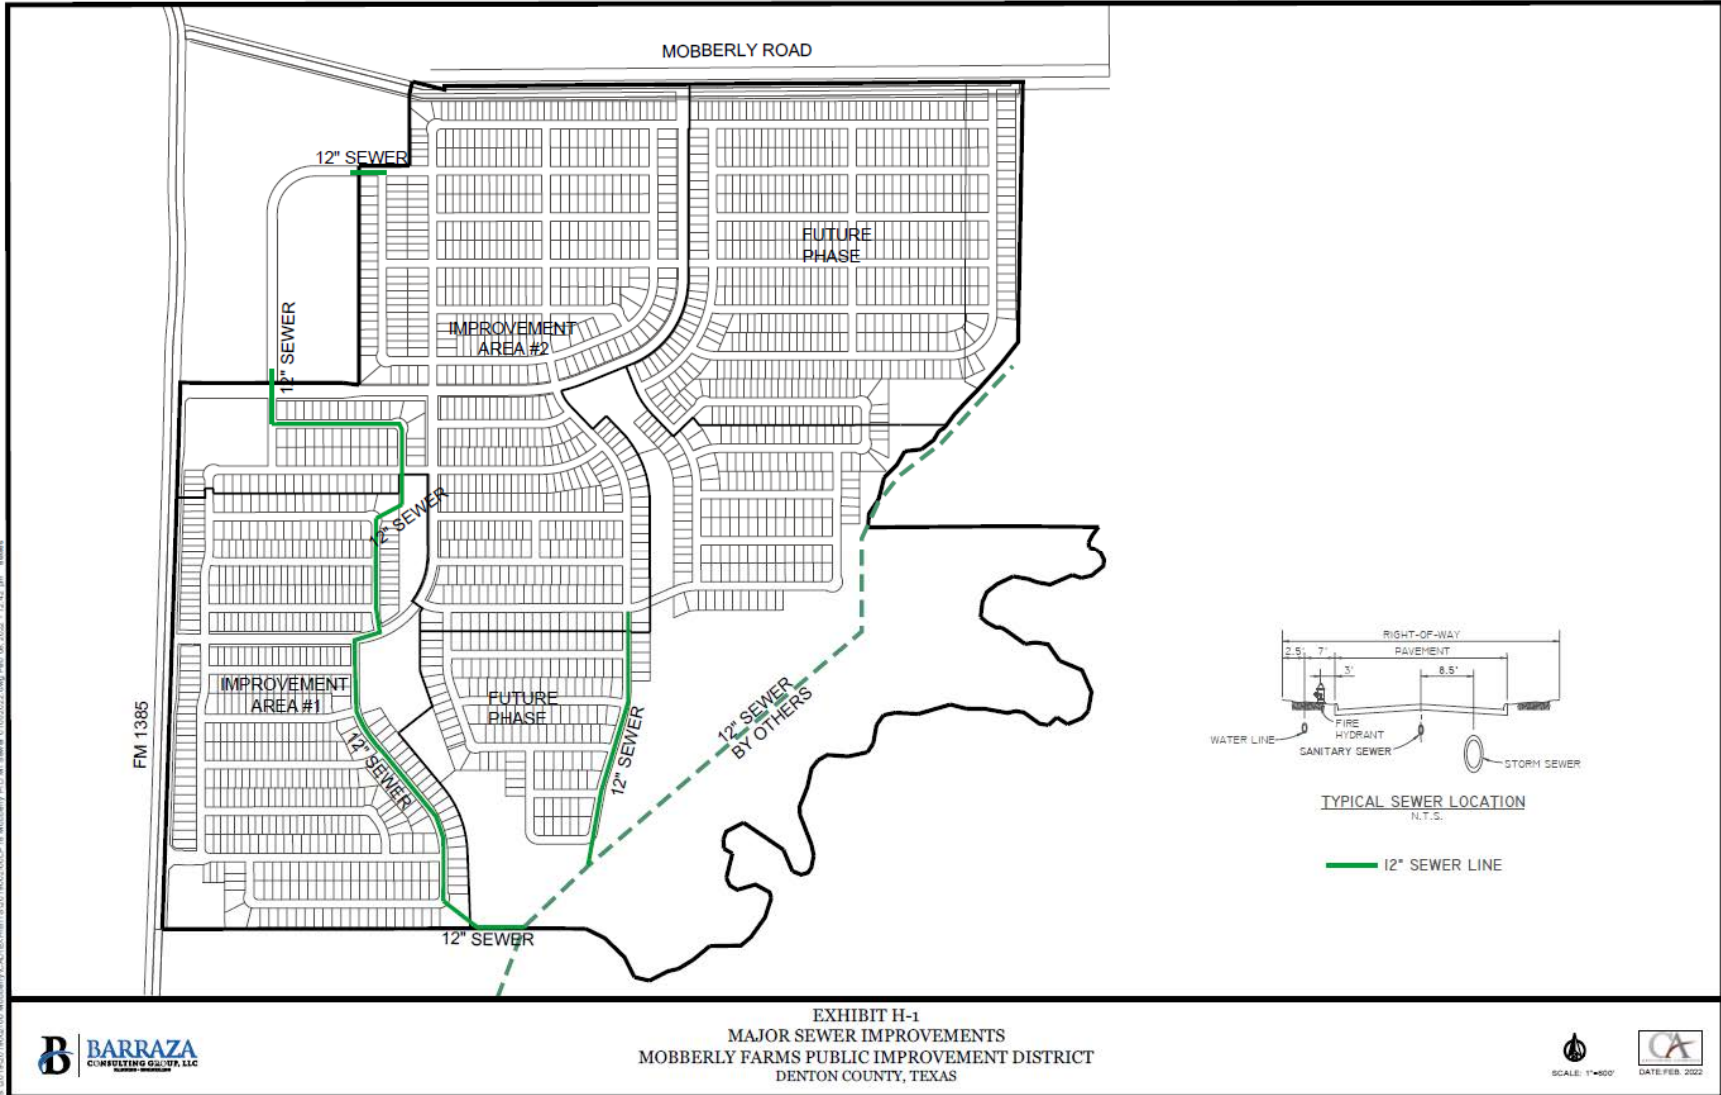 MOBBERLY ROAD
12" SEWER
FUTURE
PHASE
12" SEWER
IMPROVEMENT
AREA #2
12" SEWER
RIGHT-OF-WAY
2.5'
7'
PAVEMENT
3'
8.5'
IMPROVEMENT
AREA #1
FUTURE
PHASE
12" SEWER
BY OTHERS
FM 1385
12" SEWER
12" SEWER
FIRE
HYDRANT
WATER LINE
SANITARY SEWER
STORM SEWER
TYPICAL SEWER LOCATION
N.T.S.
12" SEWER LINE
12" SEWER
EXHIBIT H-1
MAJOR SEWER IMPROVEMENTS
MOBBERLY FARMS PUBLIC IMPROVEMENT DISTRICT
DENTON COUNTY, TEXAS
B BARRAZA
CONSULTING GROUP, LLC
SCALE: 1"=600'
CA
DATE:FEB. 2022